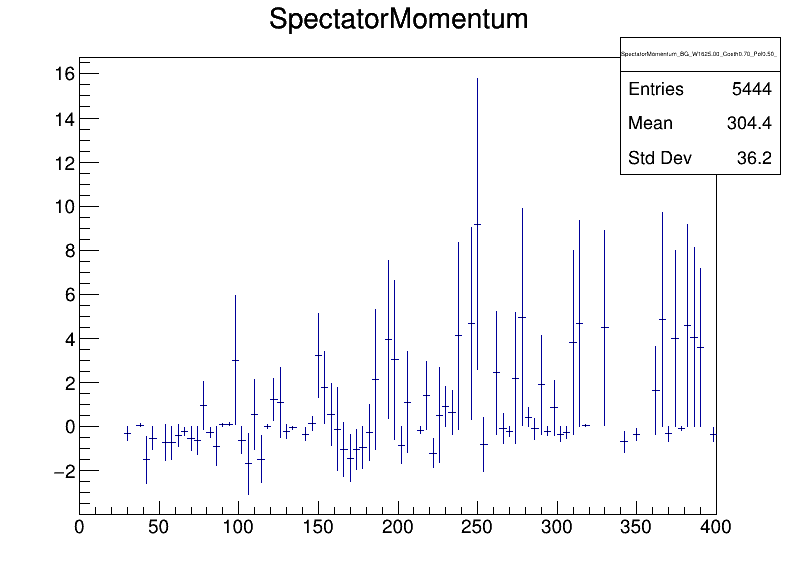 SpectatorMomentum
SpectatorMomentum_BG_W1625.00_Costh0.70_Pol0.50_
Entries 5444
Mean 304.4
Std Dev 36.2
16
14
12
10
8
6
4
2
0
−2
0 50 100 150 200 250 300 350 400